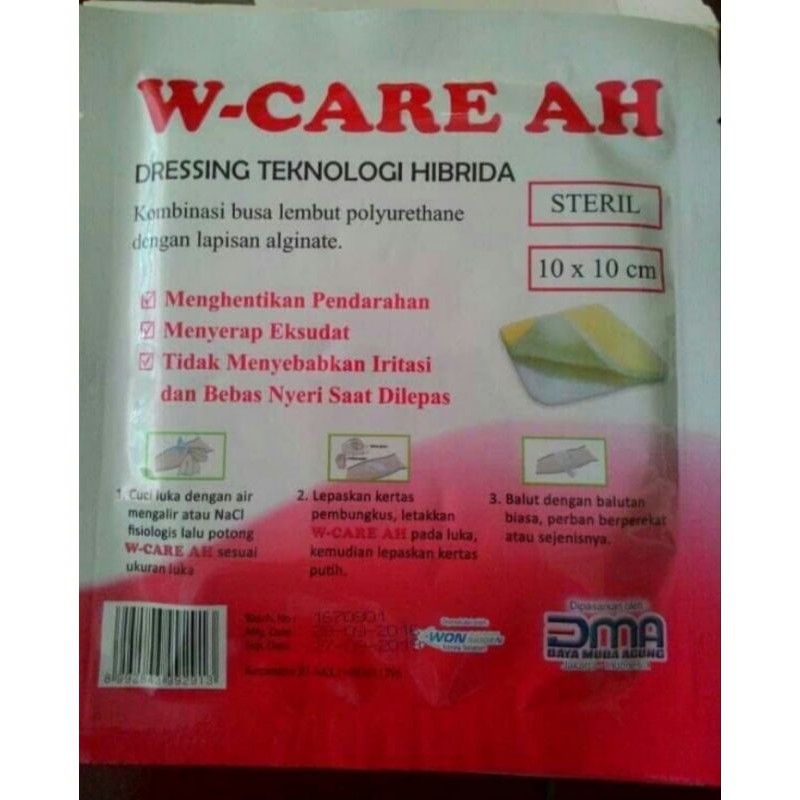 W-CARE AH
DRESSING TEKNOLOGI HIBRIDA
Kombinasi busa lembut polyurethane
dengan lapisan alginate.
STERIL
10 x 10 cm
Menghentikan Pendarahan
Menyerap Eksudat
Tidak Menyebabkan Iritasi
dan Bebas Nyeri Saat Dilepas
1. Cuci luka dengan air
mengalir atau NaCl
fisiologis lalu potong
W-CARE AH sesuai
ukuran luka
2. Lepaskan kertas
pembungkus, letakkan
W-CARE AH pada luka,
kemudian lepaskan kertas
putih.
3. Balut dengan balutan
biasa, perban berperekat
atau sejenisnya.
Batch. No : 1670901
Mfg. Date
Exp. Date
WON
Dipasarkan oleh
DMA
DAYA MUDA AGUNG
Jakarta - Indonesia